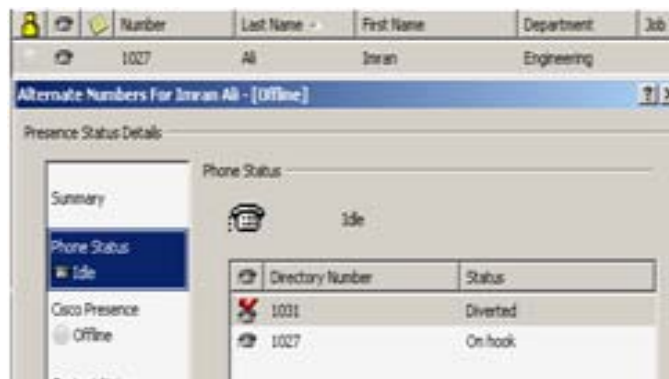 Number Last Name First Name Department Job
1027 Ali Imran Engineering
Alternate Numbers For Imran Ali - [Offline]
Presence Status Details
Phone Status
Summary
Idle
Phone Status
Idle
Directory Number Status
1031 Diverted
Cisco Presence
Offline
1027 On hook